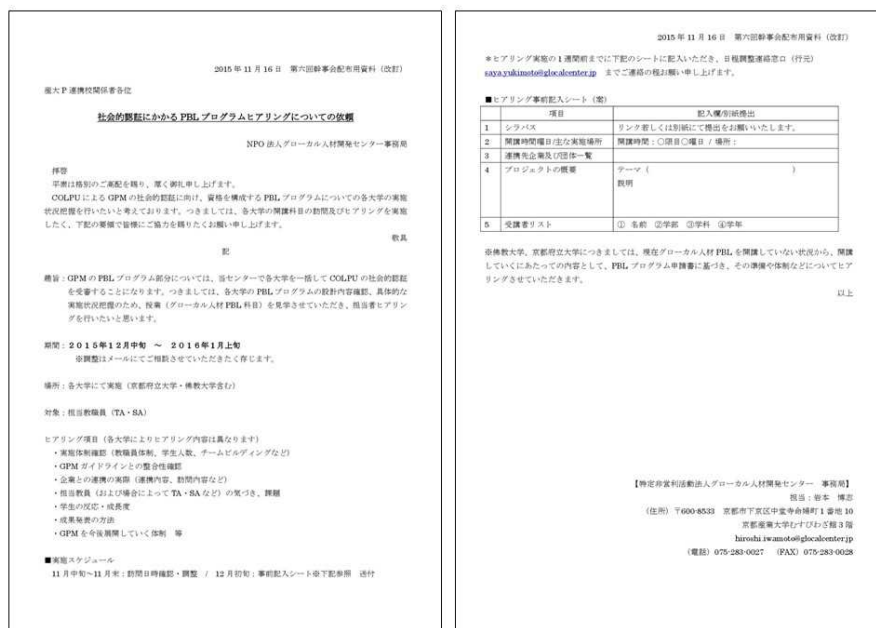 2015年11月16日　第六回幹事会配布用資料（改訂）
産大P連携校関係者各位
社会的認証にかかるPBLプログラムヒアリングについての依頼
NPO法人グローカル人材開発センター事務局
拝啓
平素は格別のご高配を賜り、厚く御礼申し上げます。
COLPUによるGPMの社会的認証に向け、資格を構成するPBLプログラムについての各大学の実施
状況把握を行いたいと考えております。つきましては、各大学の開講科目の訪問及びヒアリングを実施
したく、下記の要領で皆様にご協力を賜りたくお願い申し上げます。
敬具
記
趣旨：GPMのPBLプログラム部分については、当センターで各大学を一括してCOLPUの社会的認証
を受審することになります。つきましては、各大学のPBLプログラムの設計内容確認、具体的な
実施状況把握のため、授業（グローカル人材PBL科目）を見学させていただき、担当者ヒアリン
グを行いたいと思います。
期間：２０１５年１２月中旬　～　２０１６年１月上旬
※調整はメールにてご相談させていただきたく存じます。
場所：各大学にて実施（京都府立大学・佛教大学含む）
対象：担当教職員（TA・SA）
ヒアリング項目（各大学によりヒアリング内容は異なります）
・実施体制確認（教職員体制、学生人数、チームビルディングなど）
・GPMガイドラインとの整合性確認
・企業との連携の実際（連携内容、訪問内容など）
・担当教員（および場合によってTA・SAなど）の気づき、課題
・学生の反応・成長度
・成果発表の方法
・GPMを今後展開していく体制　等
■実施スケジュール
11月中旬～11月末：訪問日時確認・調整　/　12月初旬：事前記入シート※下記参照　送付
2015年11月16日　第六回幹事会配布用資料（改訂）
＊ヒアリング実施の1週間前までに下記のシートに記入いただき、日程調整連絡窓口（行元）
saya.yukimoto@glocalcenter.jp　までご連絡の程お願い申し上げます。
■ヒアリング事前記入シート（案）
項目　記入欄/別紙提出
1　シラバス　リンク若しくは別紙にて提出をお願いいたします。
2　開講時間曜日/主な実施場所　開講時間：○限目○曜日 / 場所：
3　連携先企業及び団体一覧
4　プロジェクトの概要　テーマ（　　　）
説明
5　受講者リスト　① 名前　②学部　③学科　④学年
※佛教大学、京都府立大学につきましては、現在グローカル人材PBLを開講していない状況から、開講
していくにあたっての内容として、PBLプログラム申請書に基づき、その準備や体制などについてヒア
リングさせていただきます。
以上
【特定非営利活動法人グローカル人材開発センター　事務局】
担当：岩本　博志
（住所）〒600-8533　京都市下京区中堂寺命婦町1番地10
京都産業大学むすびわざ館3階
hiroshi.iwamoto@glocalcenter.jp
（電話）075-283-0027　（FAX）075-283-0028